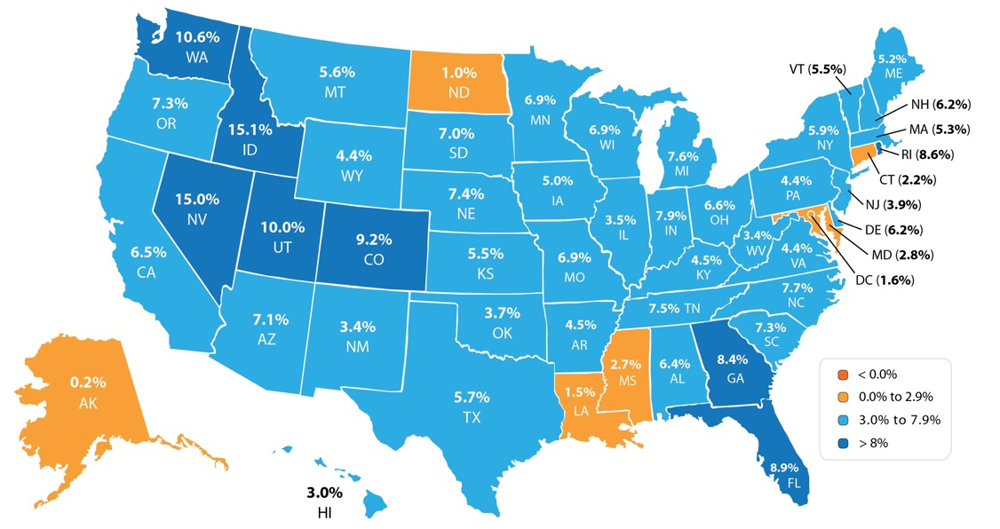 10.6%
WA
7.3%
OR
15.1%
ID
5.6%
MT
1.0%
ND
6.9%
MN
7.0%
SD
4.4%
WY
15.0%
NV
10.0%
UT
9.2%
CO
6.5%
CA
7.4%
NE
5.0%
IA
6.9%
WI
7.6%
MI
5.9%
NY
5.2%
ME
VT (5.5%)
NH (6.2%)
MA (5.3%)
RI (8.6%)
CT (2.2%)
NJ (3.9%)
DE (6.2%)
MD (2.8%)
DC (1.6%)
4.4%
PA
6.6%
OH
7.9%
IN
3.5%
IL
3.4%
WV
4.4%
VA
4.5%
KY
5.5%
KS
6.9%
MO
7.7%
NC
7.5% TN
7.3%
SC
7.1%
AZ
3.4%
NM
3.7%
OK
4.5%
AR
2.7%
MS
6.4%
AL
8.4%
GA
5.7%
TX
1.5%
LA
8.9%
FL
0.2%
AK
3.0%
HI
< 0.0%
0.0% to 2.9%
3.0% to 7.9%
> 8%